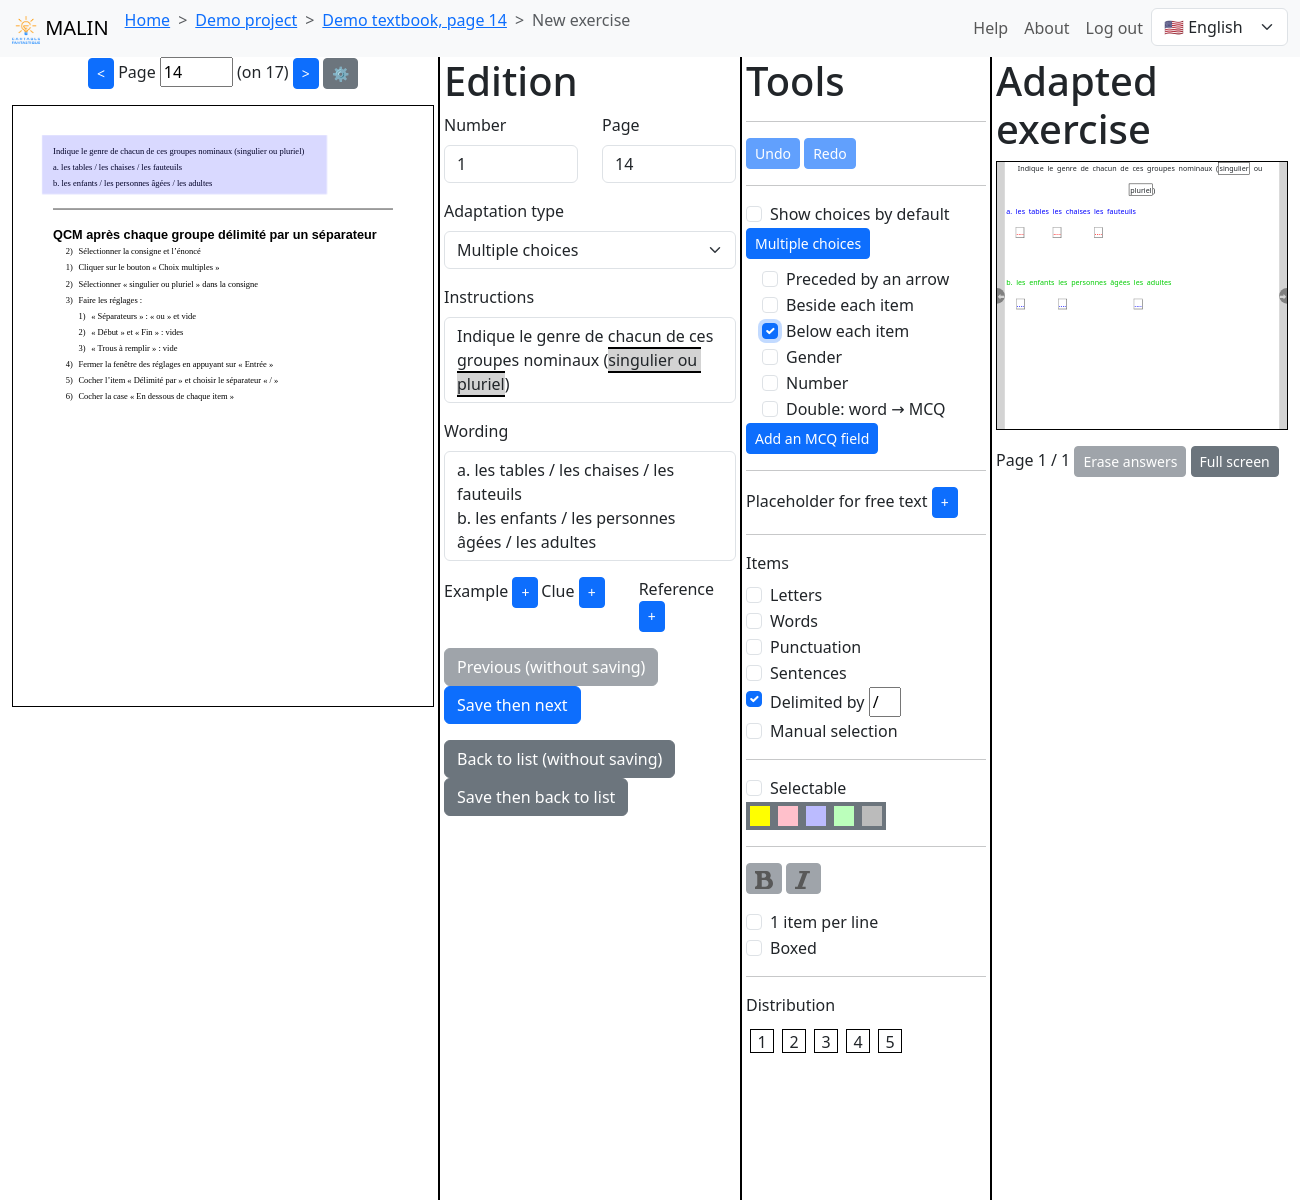 MALIN
Home > Demo project > Demo textbook, page 14 > New exercise
Help About Log out 🇺🇸 English
< Page 14 (on 17) > ⚙️
Indique le genre de chacun de ces groupes nominaux (singulier ou pluriel)
a. les tables / les chaises / les fauteuils
b. les enfants / les personnes âgées / les adultes
QCM après chaque groupe délimité par un séparateur
2) Sélectionner la consigne et l’énoncé
1) Cliquer sur le bouton « Choix multiples »
2) Sélectionner « singulier ou pluriel » dans la consigne
3) Faire les réglages :
1) « Séparateurs » : « ou » et vide
2) « Début » et « Fin » : vides
3) « Trous à remplir » : vide
4) Fermer la fenêtre des réglages en appuyant sur « Entrée »
5) Cocher l’item « Délimité par » et choisir le séparateur « / »
6) Cocher la case « En dessous de chaque item »
Edition
Number Page
1 14
Adaptation type
Multiple choices
Instructions
Indique le genre de chacun de ces
groupes nominaux (singulier ou
pluriel)
Wording
a. les tables / les chaises / les
fauteuils
b. les enfants / les personnes
âgées / les adultes
Example + Clue + Reference
+
Previous (without saving)
Save then next
Back to list (without saving)
Save then back to list
Tools
Undo Redo
Show choices by default
Multiple choices
Preceded by an arrow
Beside each item
Below each item
Gender
Number
Double: word → MCQ
Add an MCQ field
Placeholder for free text +
Items
Letters
Words
Punctuation
Sentences
Delimited by /
Manual selection
Selectable
B I
1 item per line
Boxed
Distribution
1 2 3 4 5
Adapted
exercise
Indique le genre de chacun de ces groupes nominaux (singulier ou
pluriel)
a. les tables les chaises les fauteuils
... ... ...
b. les enfants les personnes âgées les adultes
... ... ...
Page 1 / 1 Erase answers Full screen